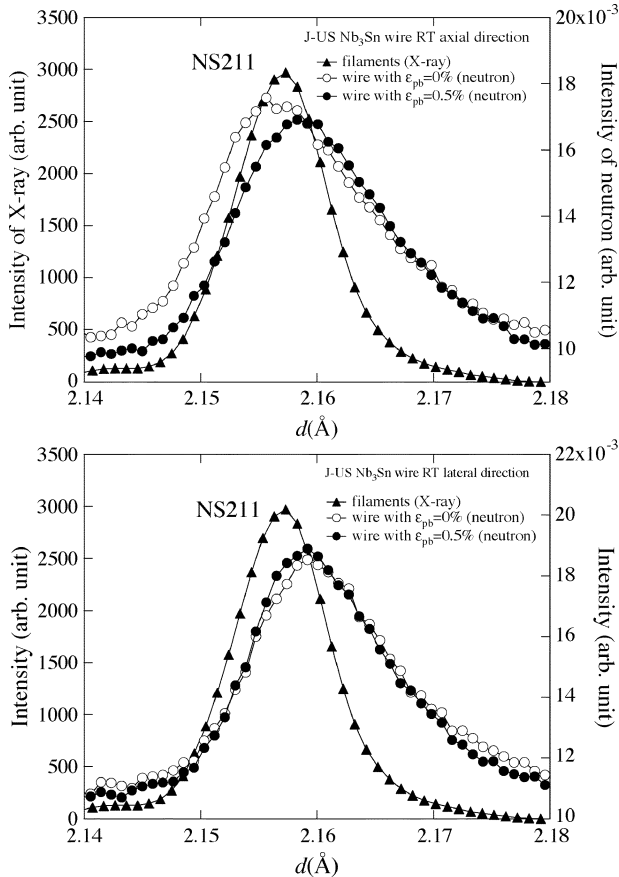 20x10⁻³
J-US Nb₃Sn wire RT axial direction
NS211
filaments (X-ray)
wire with εpb=0% (neutron)
wire with εpb=0.5% (neutron)
3500
3000
2500
2000
1500
1000
500
0
Intensity of X-ray (arb. unit)
18
16
14
12
10
Intensity of neutron (arb. unit)
2.14
2.15
2.16
2.17
2.18
d(Å)
22x10⁻³
J-US Nb₃Sn wire RT lateral direction
NS211
filaments (X-ray)
wire with εpb=0% (neutron)
wire with εpb=0.5% (neutron)
3500
3000
2500
2000
1500
1000
500
0
Intensity (arb. unit)
20
18
16
14
12
10
Intensity (arb. unit)
2.14
2.15
2.16
2.17
2.18
d(Å)